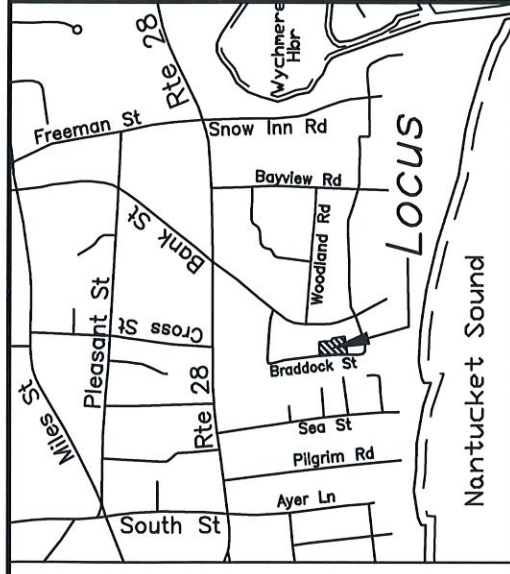 Rte 28
Wychmere
Hbr
Freeman St
Snow Inn Rd
Bayview Rd
Bank St
Woodland Rd
LOCUS
Pleasant St
Cross St
Braddock St
Miles St
Rte 28
Sea St
Pilgrim Rd
Ayer Ln
South St
Nantucket Sound